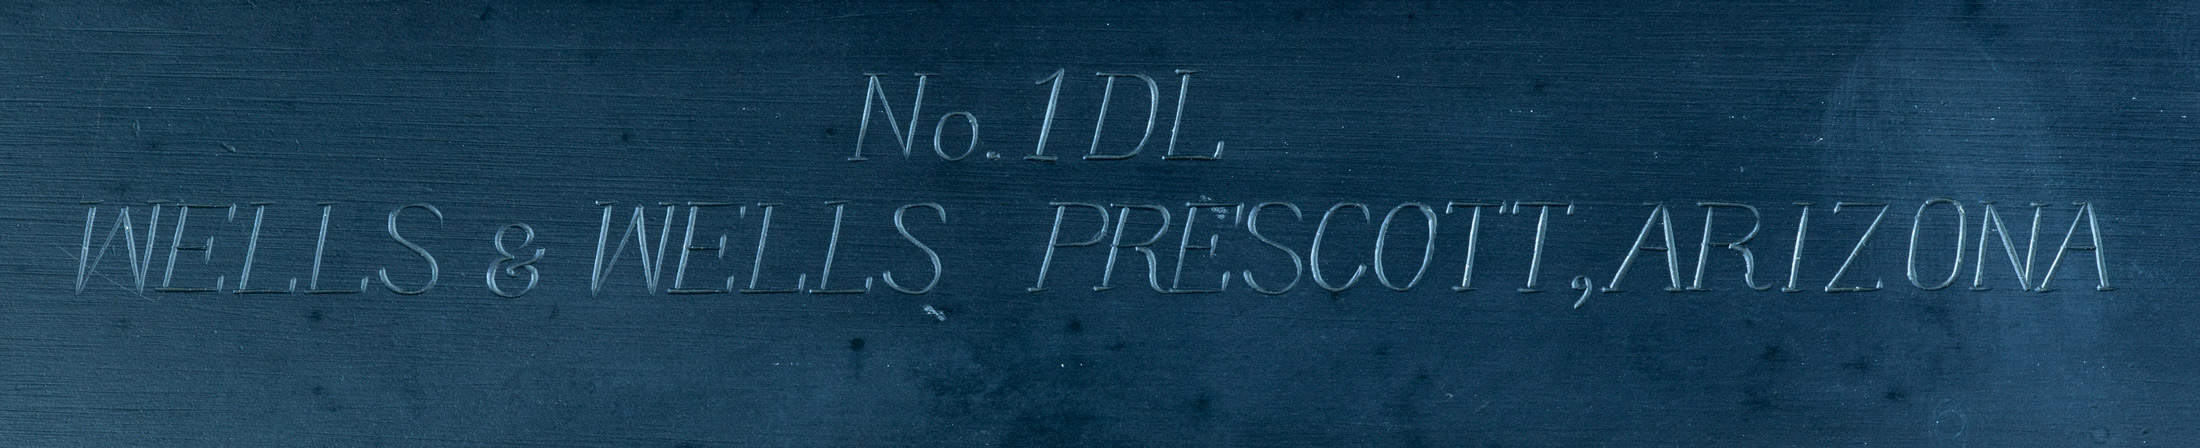 No. 1DL
WELLS & WELLS PRESCOTT, ARIZONA